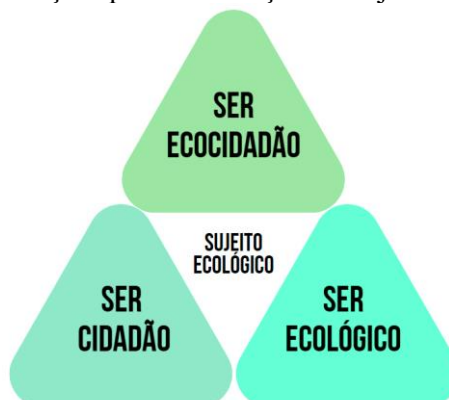 SER
ECOCIDADÃO
SUJEITO
ECOLÓGICO
SER
CIDADÃO
SER
ECOLÓGICO